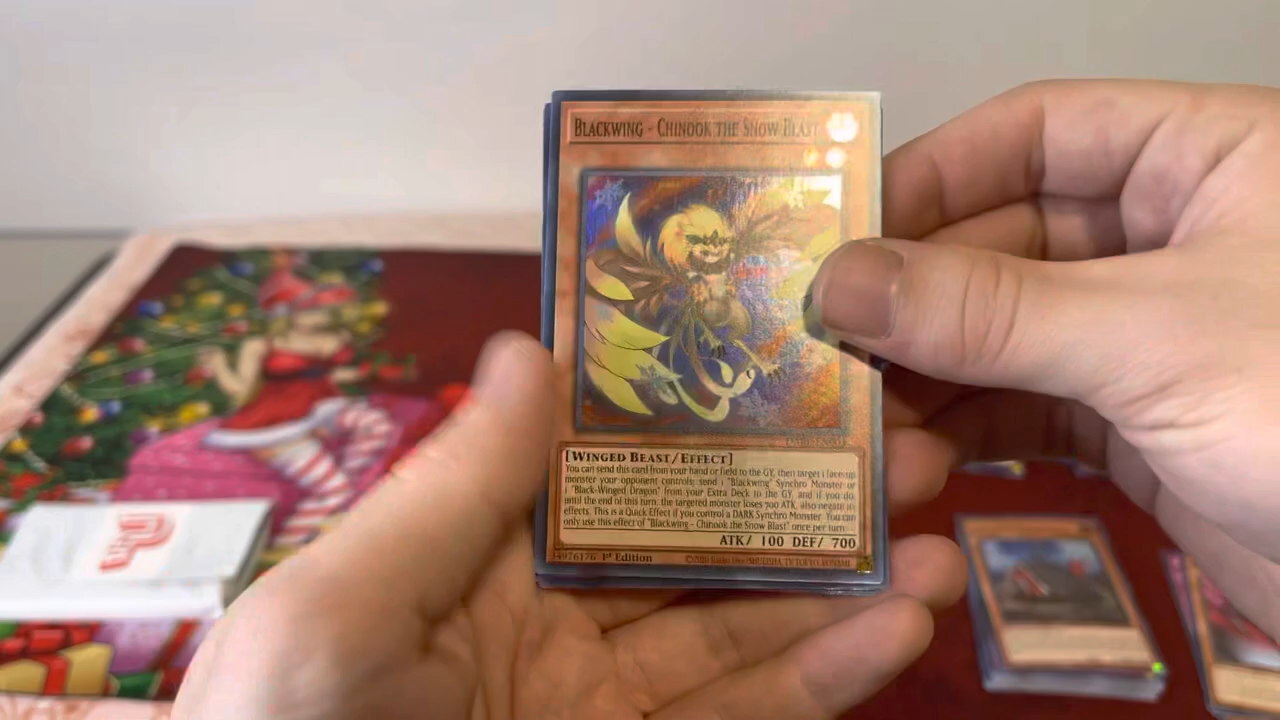 BLACKWING - CHINOOK THE SNOW BLAST
DABL-EN004
[WINGED BEAST/EFFECT]
You can send this card from your hand or field to the GY, then target 1 face-up
monster your opponent controls; send 1 "Blackwing" Synchro Monster or
1 "Black-Winged Dragon" from your Extra Deck to the GY, and if you do,
until the end of this turn, the targeted monster loses 700 ATK, also negate its
effects. This is a Quick Effect if you control a DARK Synchro Monster. You can
only use this effect of "Blackwing - Chinook the Snow Blast" once per turn.
ATK/ 100 DEF/ 700
34976176 1st Edition